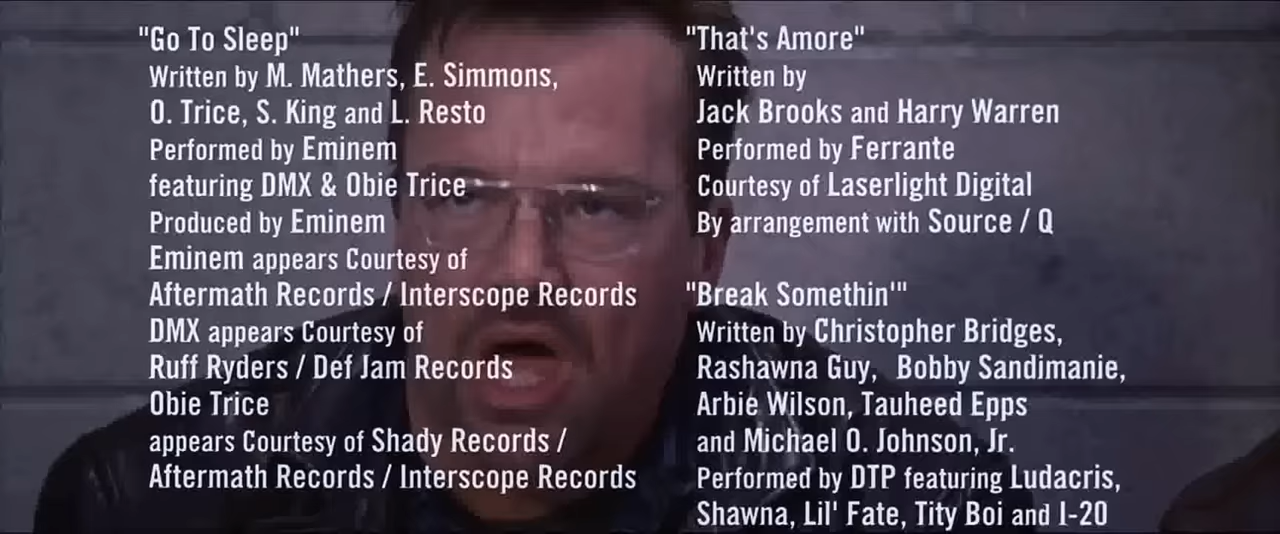 "Go To Sleep"
Written by M. Mathers, E. Simmons,
O. Trice, S. King and L. Resto
Performed by Eminem
featuring DMX & Obie Trice
Produced by Eminem
Eminem appears Courtesy of
Aftermath Records / Interscope Records
DMX appears Courtesy of
Ruff Ryders / Def Jam Records
Obie Trice
appears Courtesy of Shady Records /
Aftermath Records / Interscope Records
"That's Amore"
Written by
Jack Brooks and Harry Warren
Performed by Ferrante
Courtesy of Laserlight Digital
By arrangement with Source / Q
"Break Somethin'"
Written by Christopher Bridges,
Rashawna Guy, Bobby Sandimanie,
Arbie Wilson, Tauheed Epps
and Michael O. Johnson, Jr.
Performed by DTP featuring Ludacris,
Shawna, Lil' Fate, Tity Boi and I-20